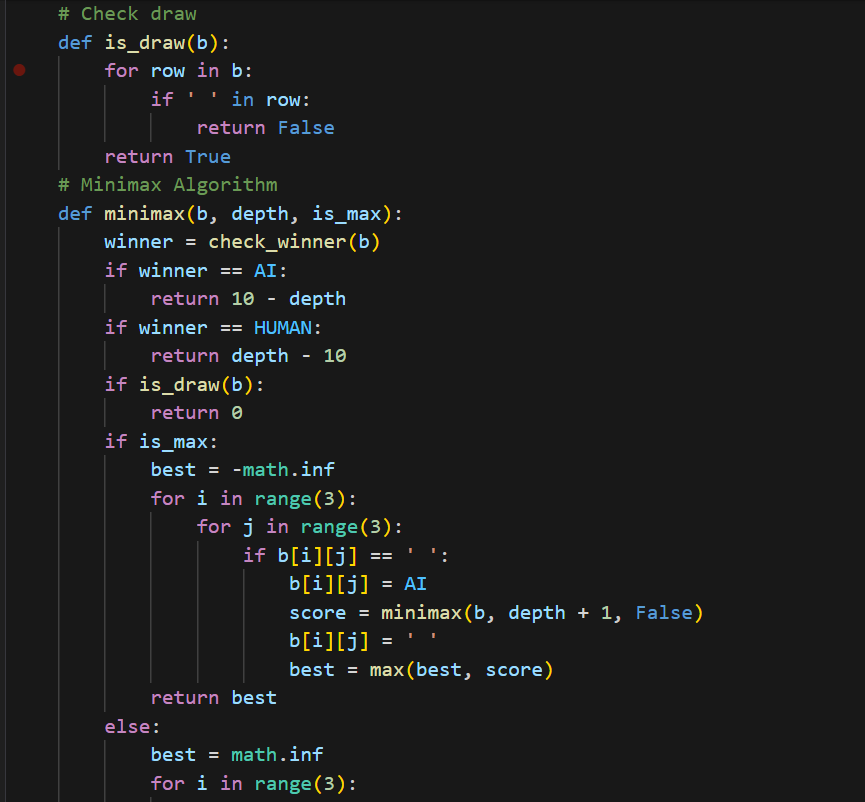 # Check draw
def is_draw(b):
    for row in b:
        if ' ' in row:
            return False
    return True
# Minimax Algorithm
def minimax(b, depth, is_max):
    winner = check_winner(b)
    if winner == AI:
        return 10 - depth
    if winner == HUMAN:
        return depth - 10
    if is_draw(b):
        return 0
    if is_max:
        best = -math.inf
        for i in range(3):
            for j in range(3):
                if b[i][j] == ' ':
                    b[i][j] = AI
                    score = minimax(b, depth + 1, False)
                    b[i][j] = ' '
                    best = max(best, score)
        return best
    else:
        best = math.inf
        for i in range(3):